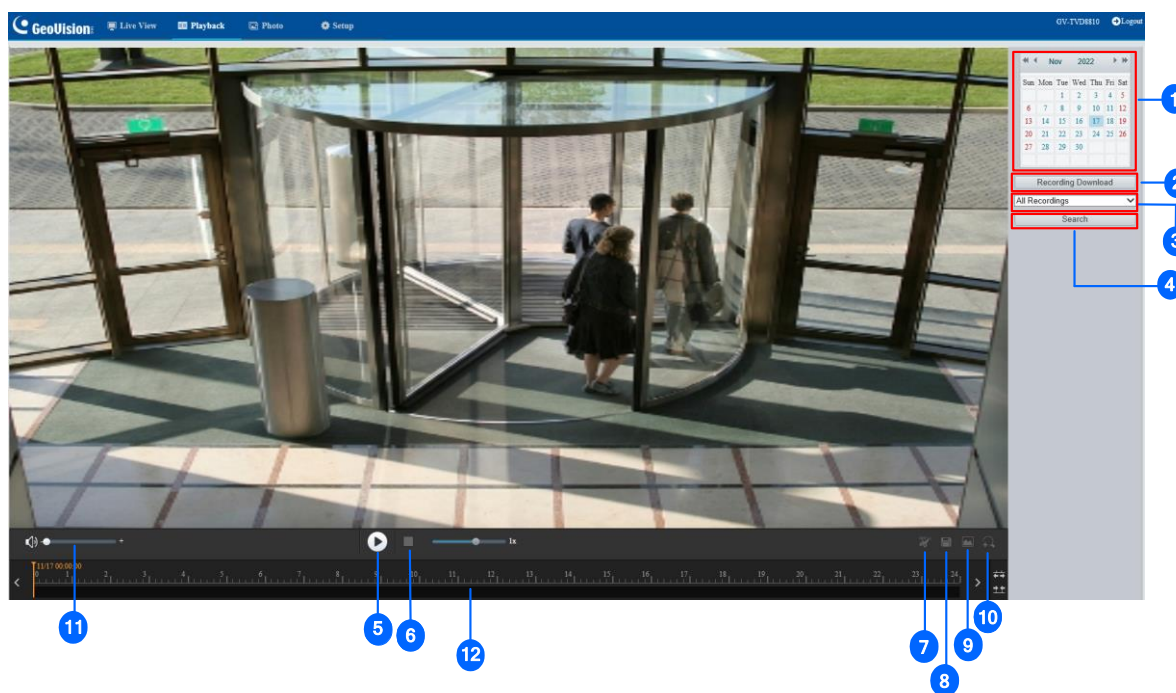 GeoVision Live View Playback Photo Setup GV-TVD8810 Logout
Nov 2022
Sun Mon Tue Wed Thu Fri Sat
1 2 3 4 5
6 7 8 9 10 11 12
13 14 15 16 17 18 19
20 21 22 23 24 25 26
27 28 29 30
Recording Download
All Recordings
Search
1
2
3
4
+ 1x
11/17 00:00:00
0 1 2 3 4 5 6 7 8 9 10 11 12 13 14 15 16 17 18 19 20 21 22 23 24
11 5 6 12 7 8 9 10